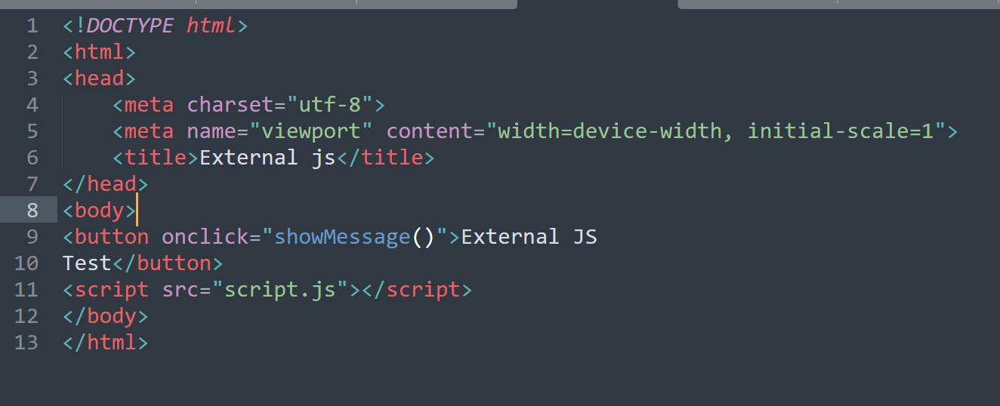 1 <!DOCTYPE html>
2 <html>
3 <head>
4     <meta charset="utf-8">
5     <meta name="viewport" content="width=device-width, initial-scale=1">
6     <title>External js</title>
7 </head>
8 <body>
9 <button onclick="showMessage()">External JS
10 Test</button>
11 <script src="script.js"></script>
12 </body>
13 </html>